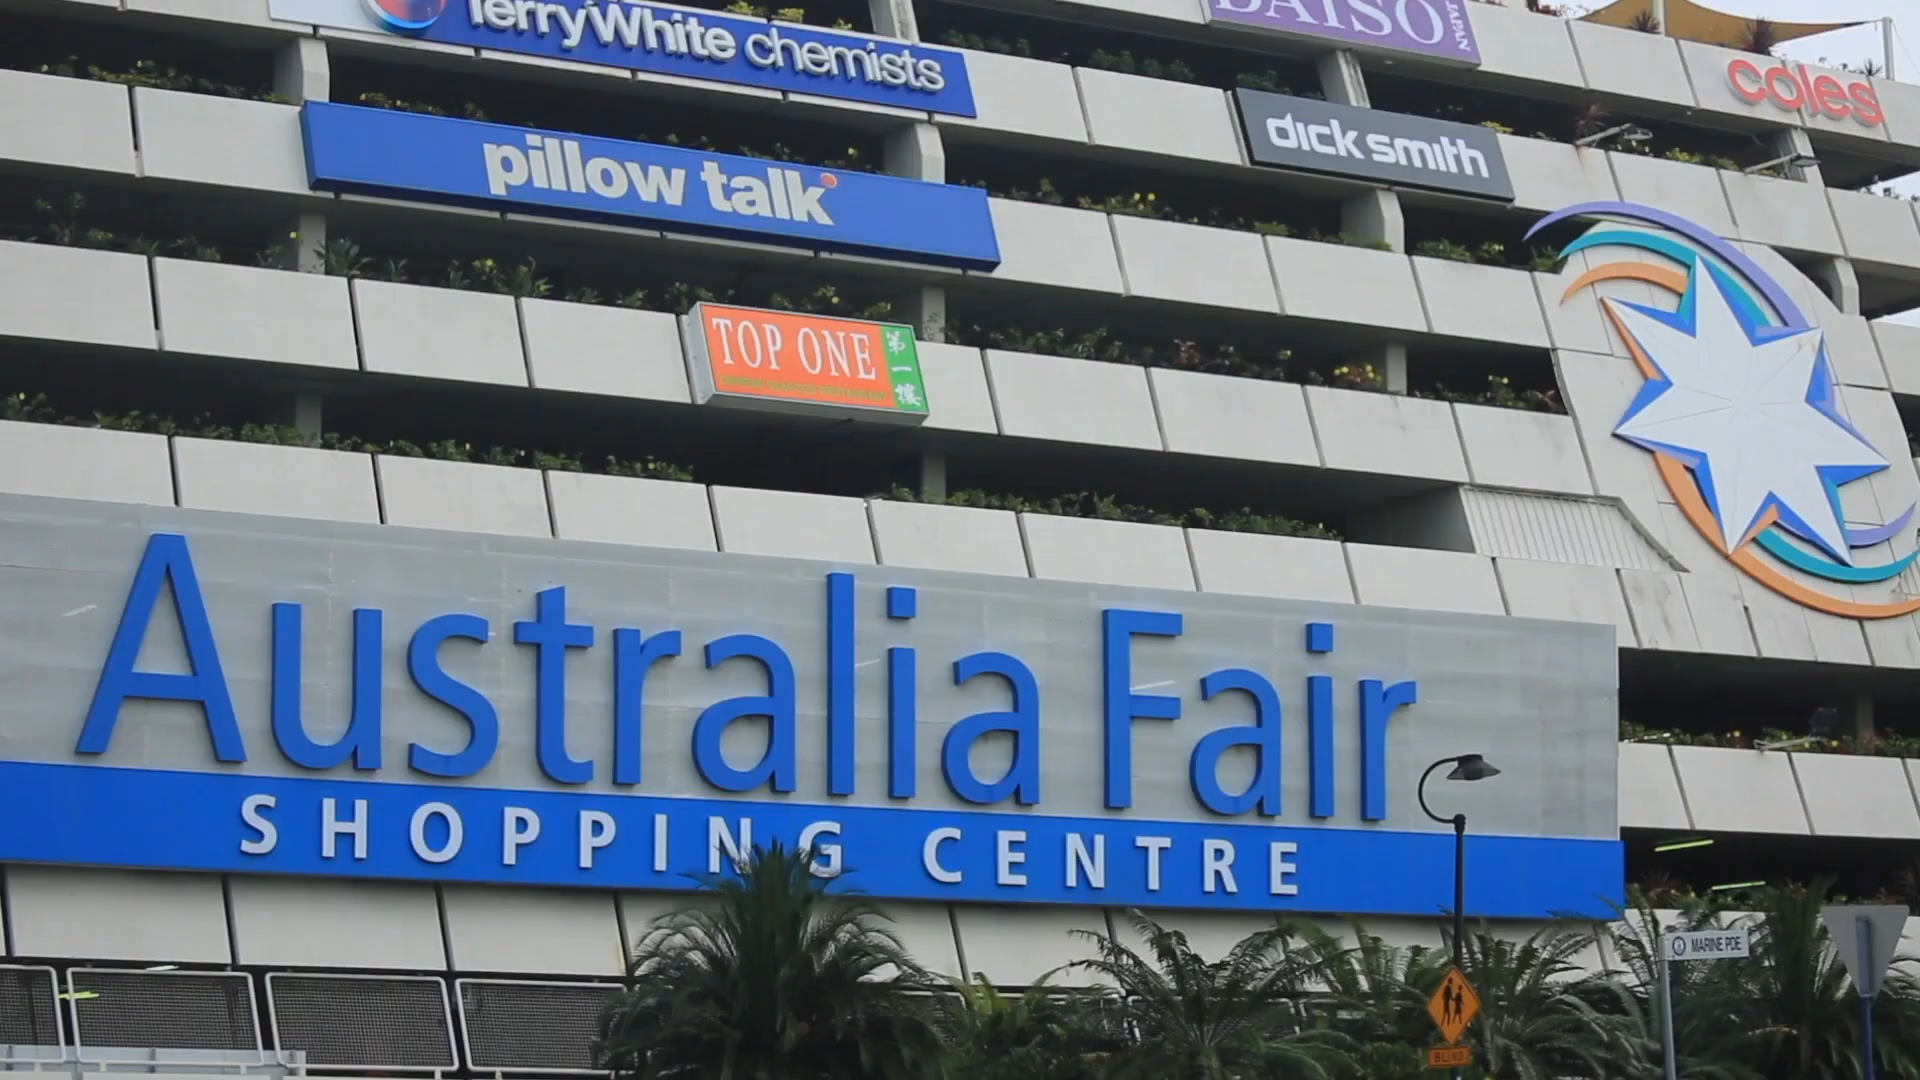 TerryWhite chemists
DAISO
JAPAN
coles
pillow talk
dick smith
TOP ONE
第一樓
Australia Fair
SHOPPING CENTRE
MARINE PDE
BLIND